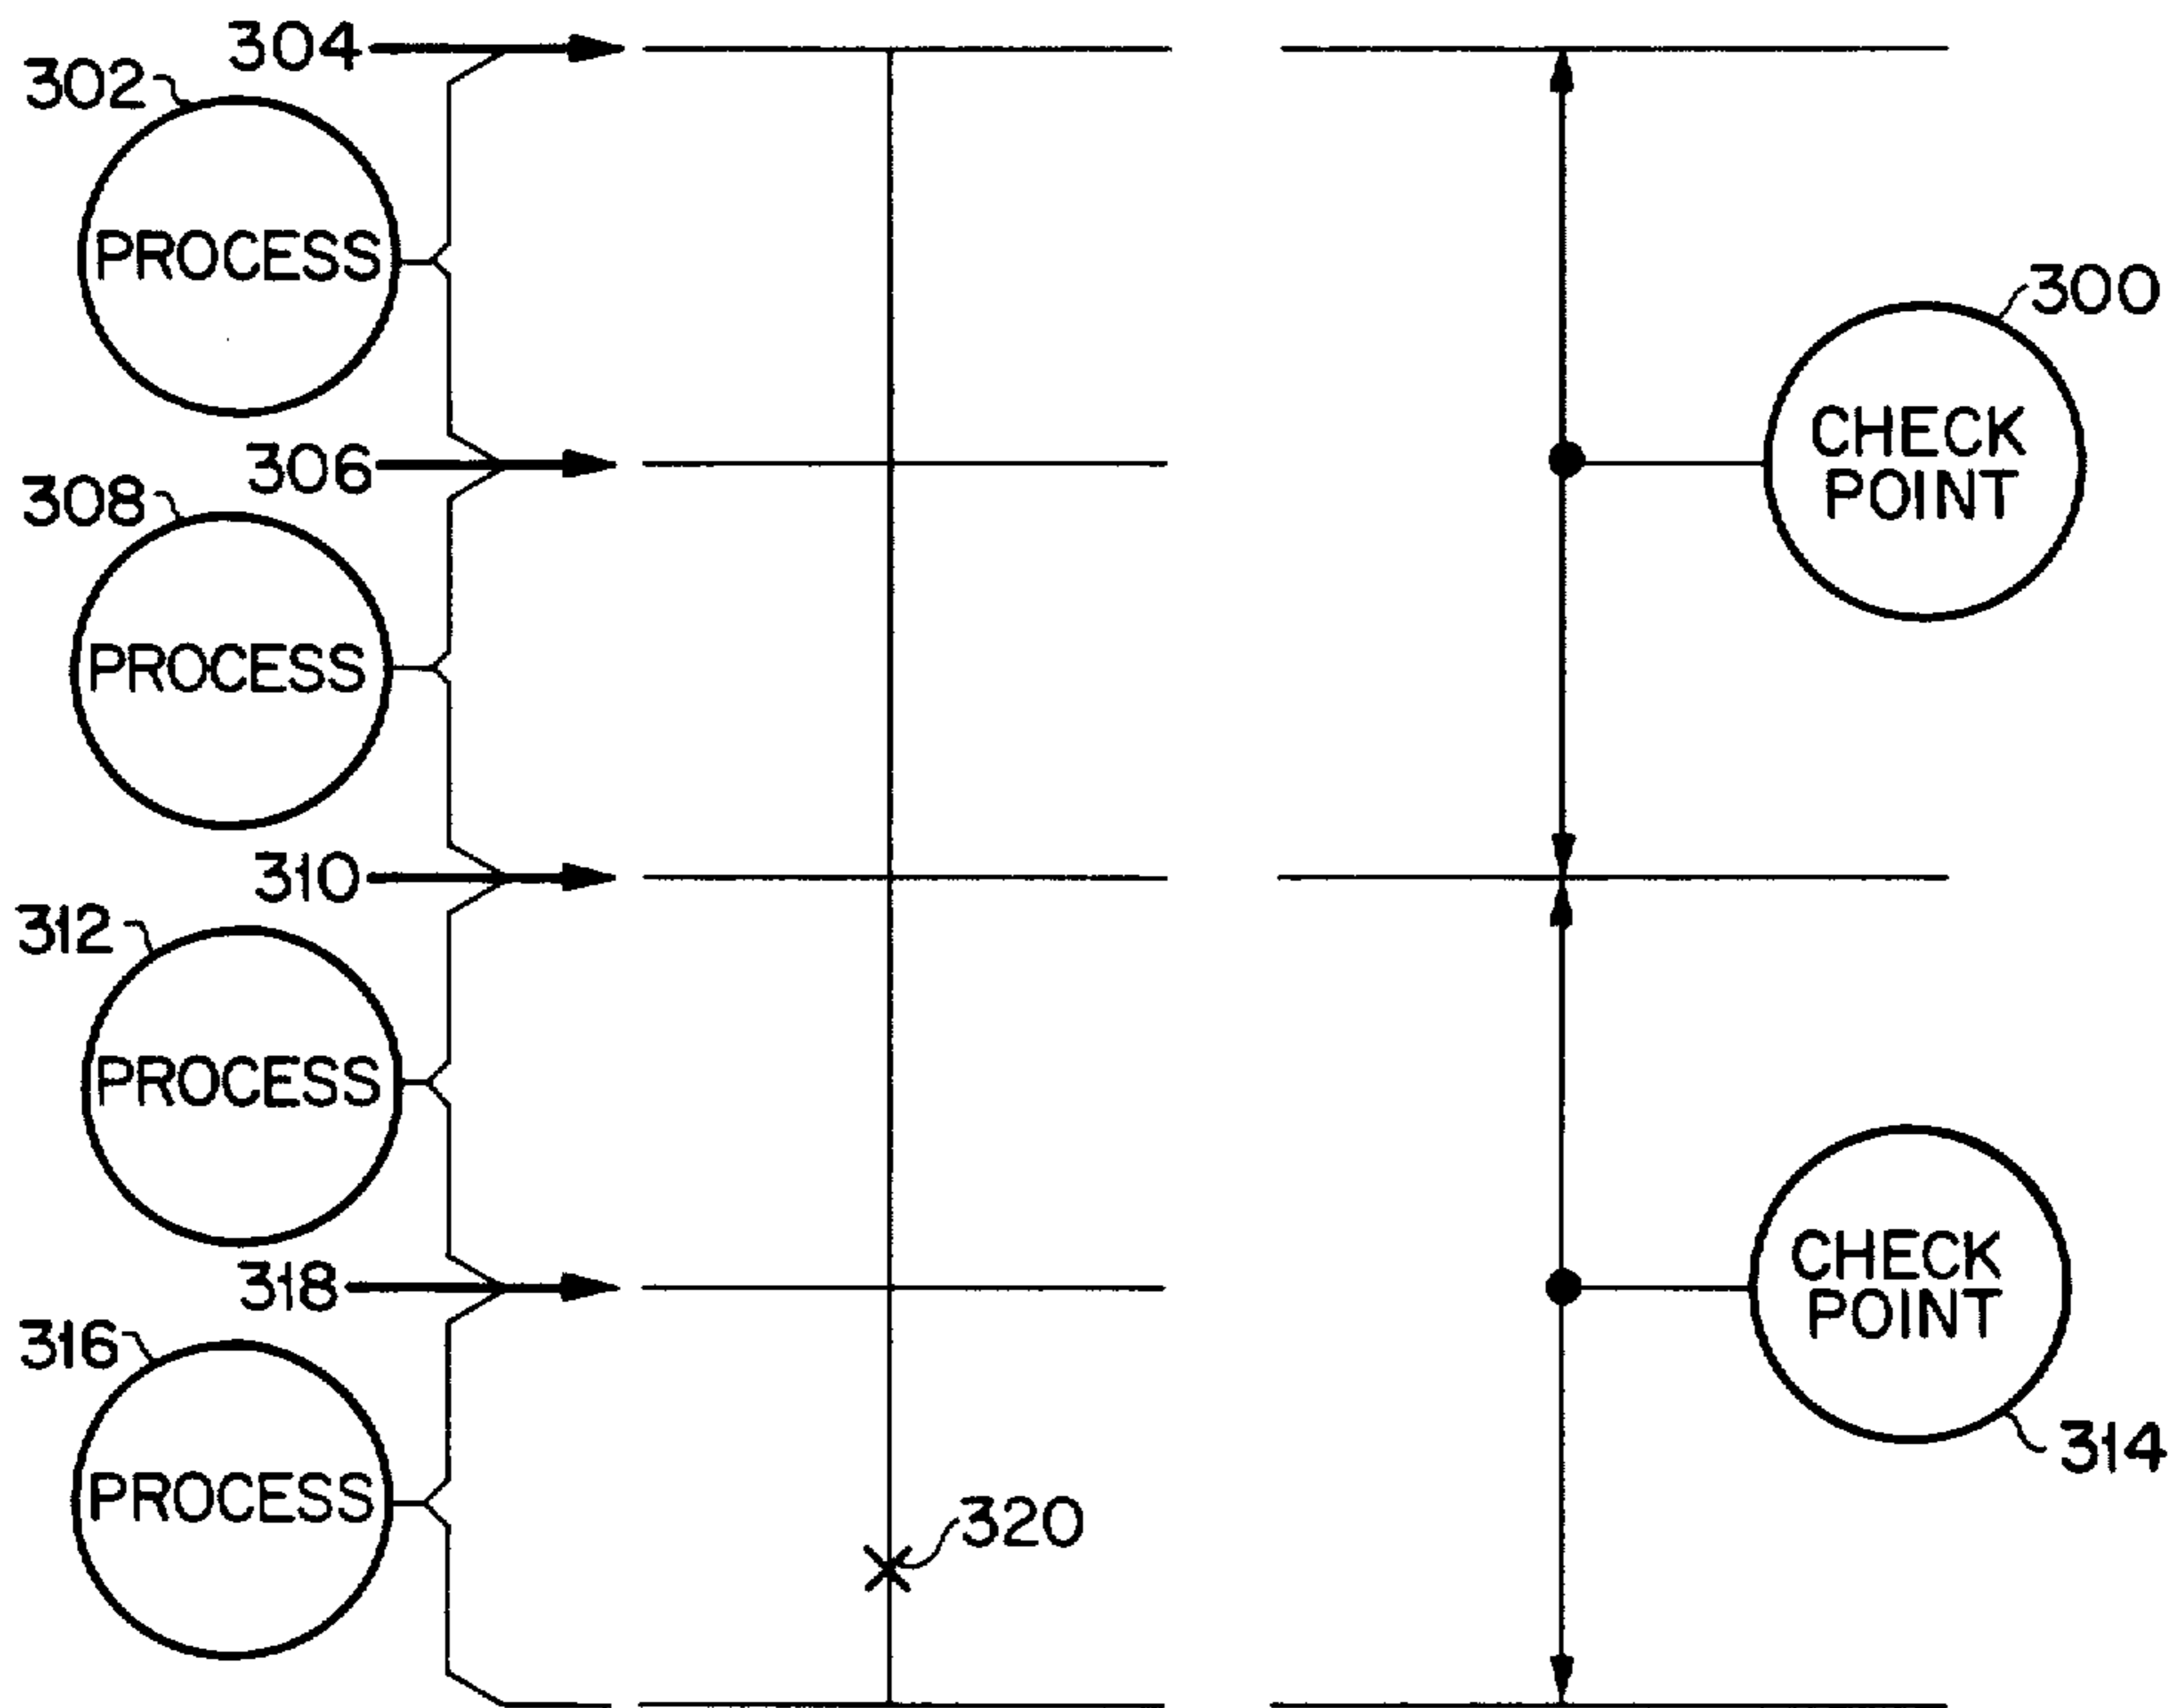 304
302
PROCESS
300
CHECK
POINT
306
308
PROCESS
310
312
PROCESS
318
CHECK
POINT
314
316
PROCESS
320